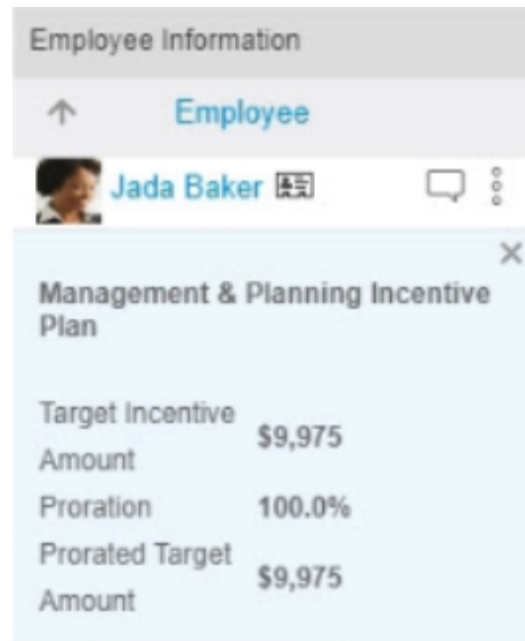 Employee Information
Employee
Jada Baker
Management & Planning Incentive
Plan
Target Incentive
Amount
$9,975
Proration 100.0%
Prorated Target
Amount
$9,975